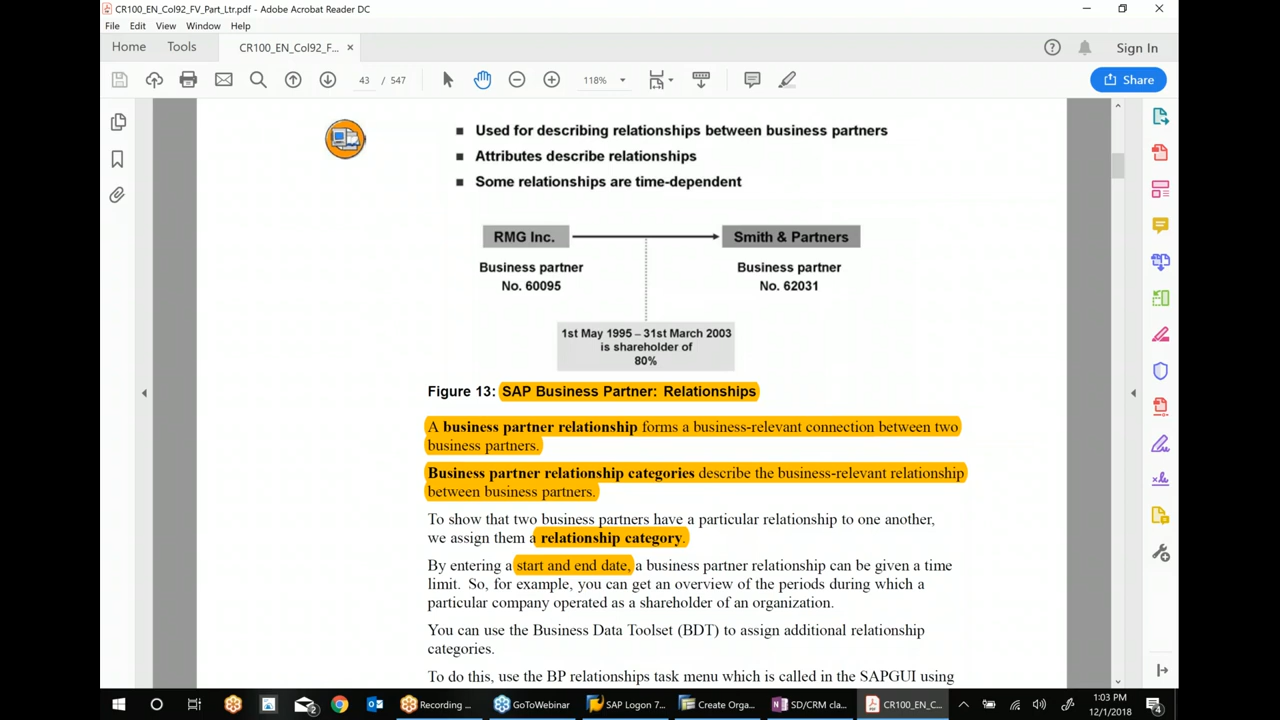 CR100_EN_Col92_FV_Part_Ltr.pdf - Adobe Acrobat Reader DC
File Edit View Window Help
Home Tools CR100_EN_Col92_F... × Sign In
43 / 547 118% Share
■ Used for describing relationships between business partners
■ Attributes describe relationships
■ Some relationships are time-dependent
RMG Inc. Smith & Partners
Business partner Business partner
No. 60095 No. 62031
1st May 1995 – 31st March 2003
is shareholder of
80%
Figure 13: SAP Business Partner: Relationships
A business partner relationship forms a business-relevant connection between two
business partners.
Business partner relationship categories describe the business-relevant relationship
between business partners.
To show that two business partners have a particular relationship to one another,
we assign them a relationship category.
By entering a start and end date, a business partner relationship can be given a time
limit. So, for example, you can get an overview of the periods during which a
particular company operated as a shareholder of an organization.
You can use the Business Data Toolset (BDT) to assign additional relationship
categories.
To do this, use the BP relationships task menu which is called in the SAPGUI using
Recording ... GoToWebinar SAP Logon 7... Create Orga... SD/CRM cla... CR100_EN_C... 1:03 PM
12/1/2018